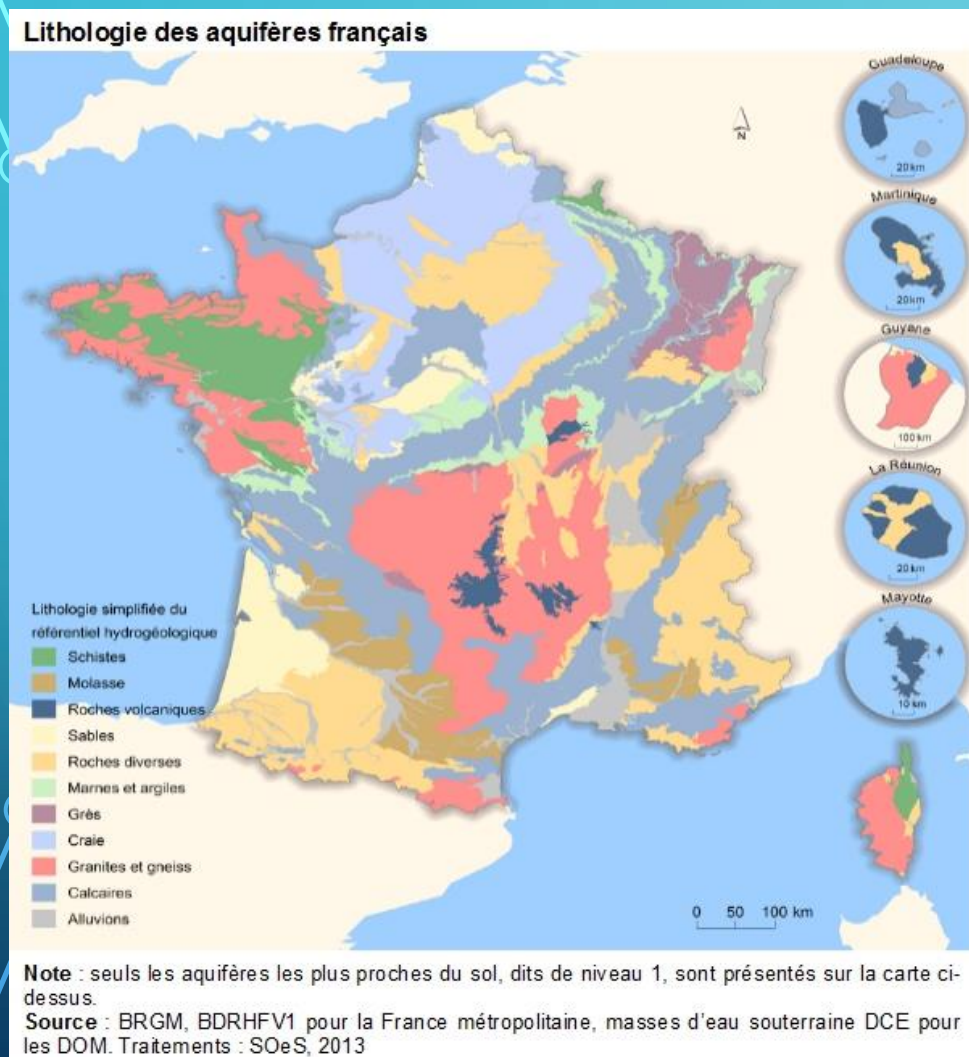 Lithologie des aquifères français
Guadeloupe
20 km
N
Martinique
20 km
Guyane
100 km
La Réunion
20 km
Mayotte
10 km
Lithologie simplifiée du
référentiel hydrogéologique
Schistes
Molasse
Roches volcaniques
Sables
Roches diverses
Marnes et argiles
Grès
Craie
Granites et gneiss
Calcaires
Alluvions
0 50 100 km
Note : seuls les aquifères les plus proches du sol, dits de niveau 1, sont présentés sur la carte ci-
dessus.
Source : BRGM, BDRHFV1 pour la France métropolitaine, masses d'eau souterraine DCE pour
les DOM. Traitements : SOeS, 2013